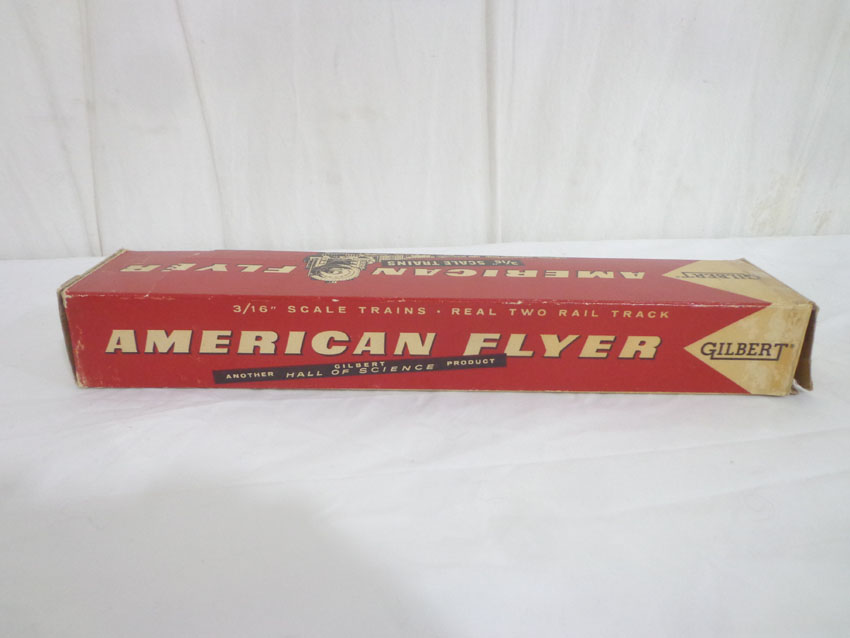 AMERICAN FLYER
3/16" SCALE TRAINS
GILBERT
3/16" SCALE TRAINS · REAL TWO RAIL TRACK
AMERICAN FLYER
GILBERT®
ANOTHER GILBERT HALL OF SCIENCE PRODUCT